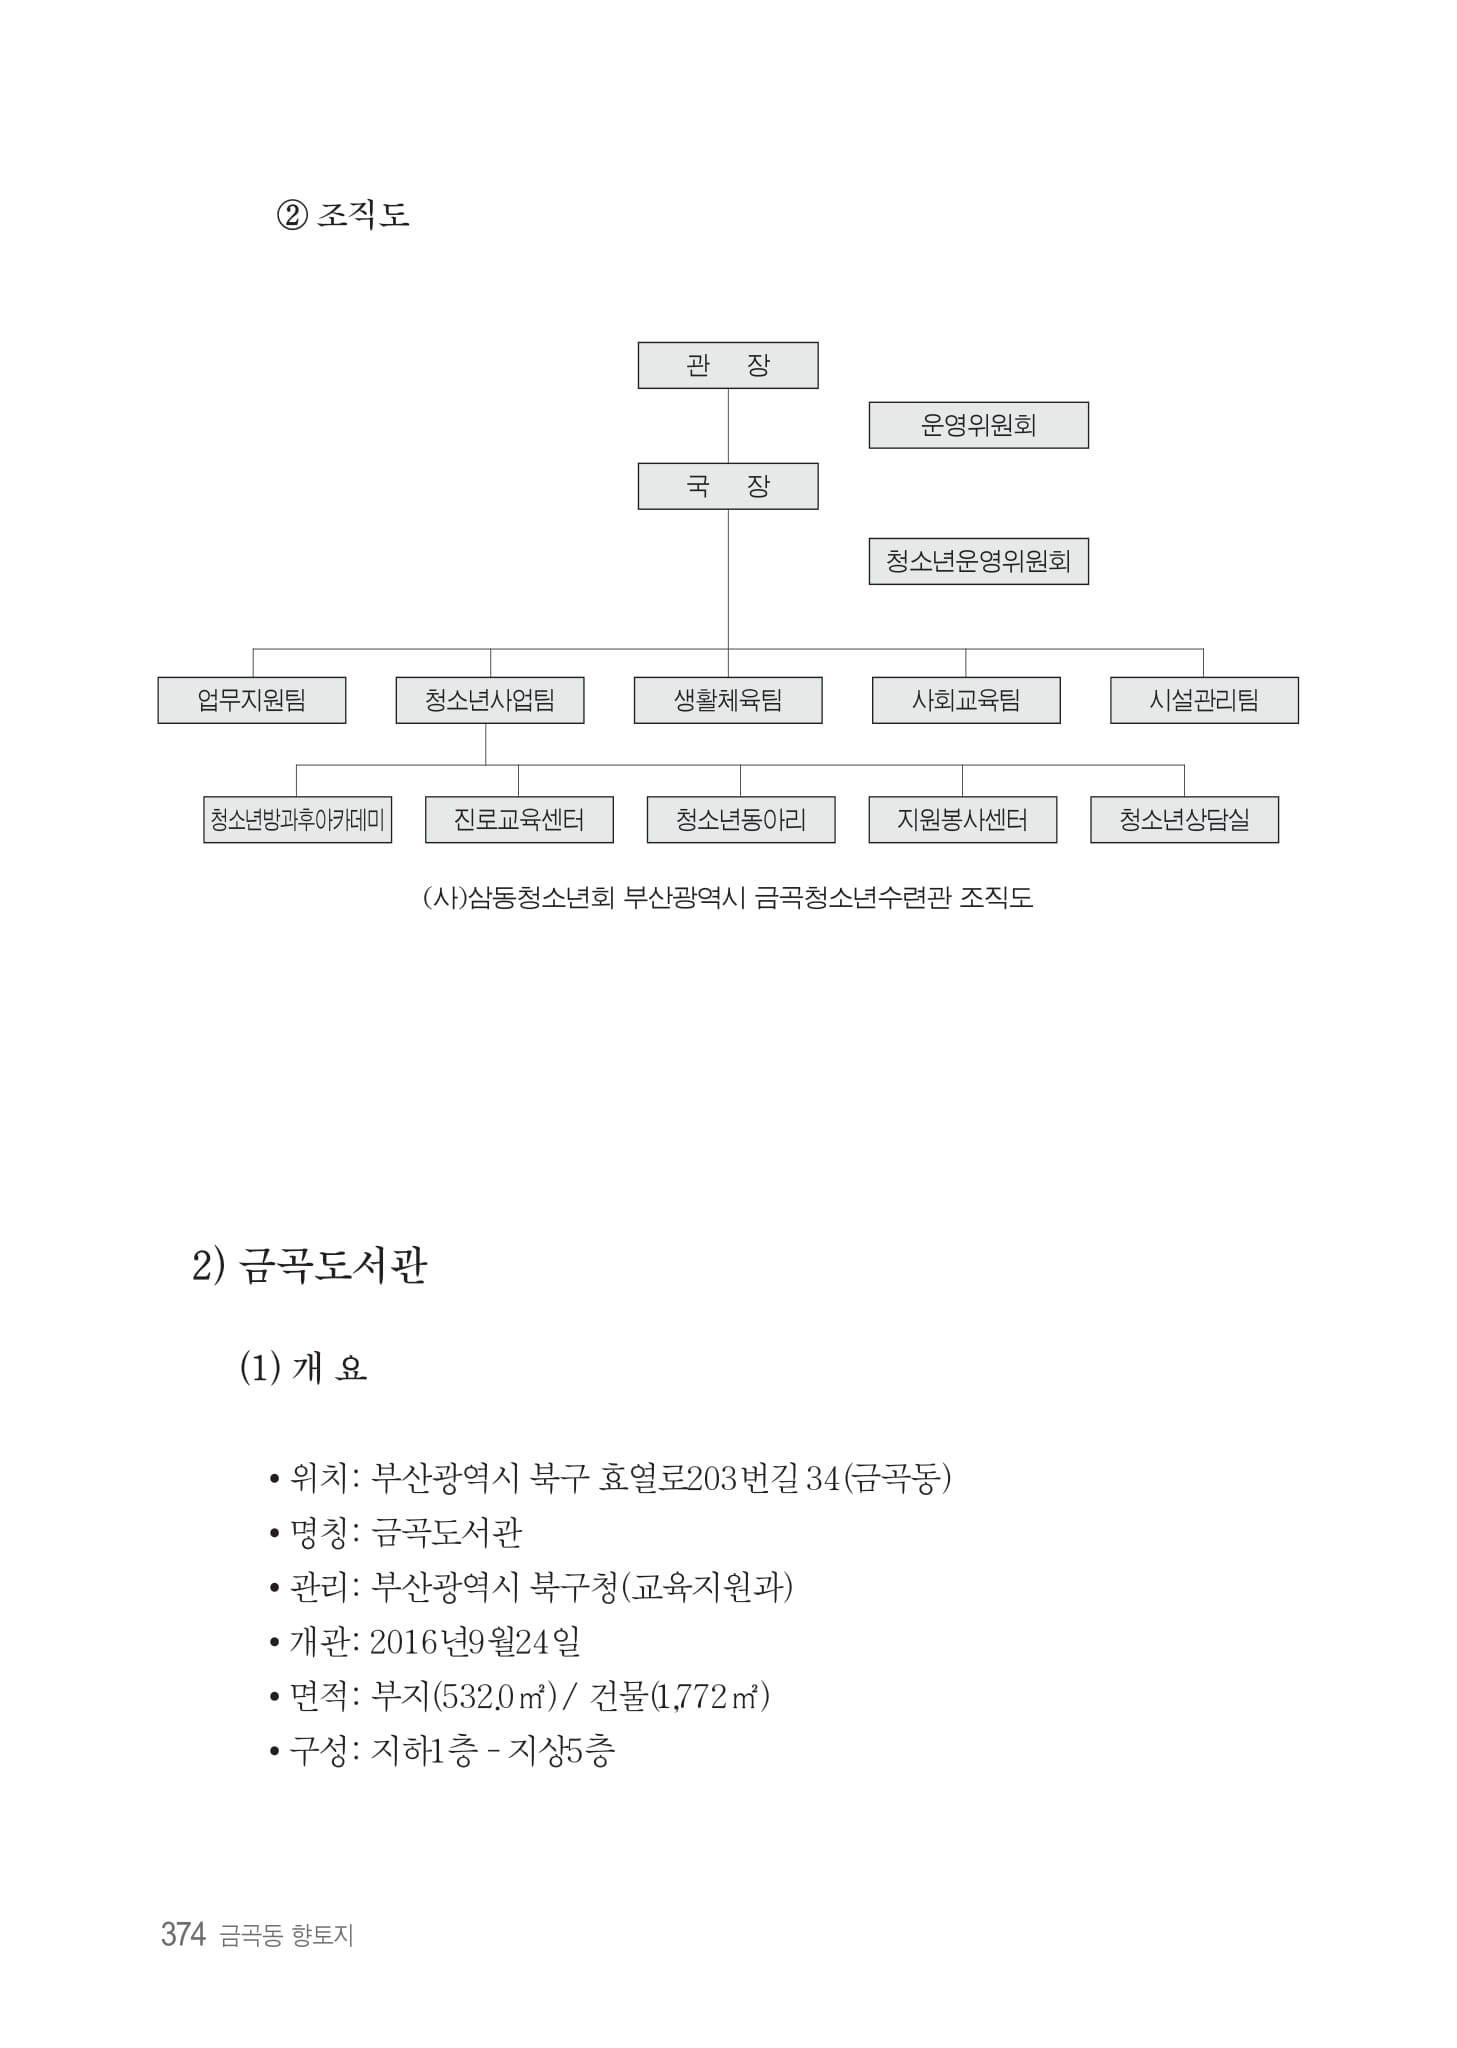 ② 조직도
관 장
운영위원회
국 장
청소년운영위원회
업무지원팀 청소년사업팀 생활체육팀 사회교육팀 시설관리팀
청소년방과후아카데미 진로교육센터 청소년동아리 지원봉사센터 청소년상담실
(사)삼동청소년회 부산광역시 금곡청소년수련관 조직도
2) 금곡도서관
(1) 개 요
• 위치: 부산광역시 북구 효열로203번길 34(금곡동)
• 명칭: 금곡도서관
• 관리: 부산광역시 북구청(교육지원과)
• 개관: 2016년9월24일
• 면적: 부지(532.0㎡)/ 건물(1,772㎡)
• 구성: 지하1층 - 지상5층
374 금곡동 향토지